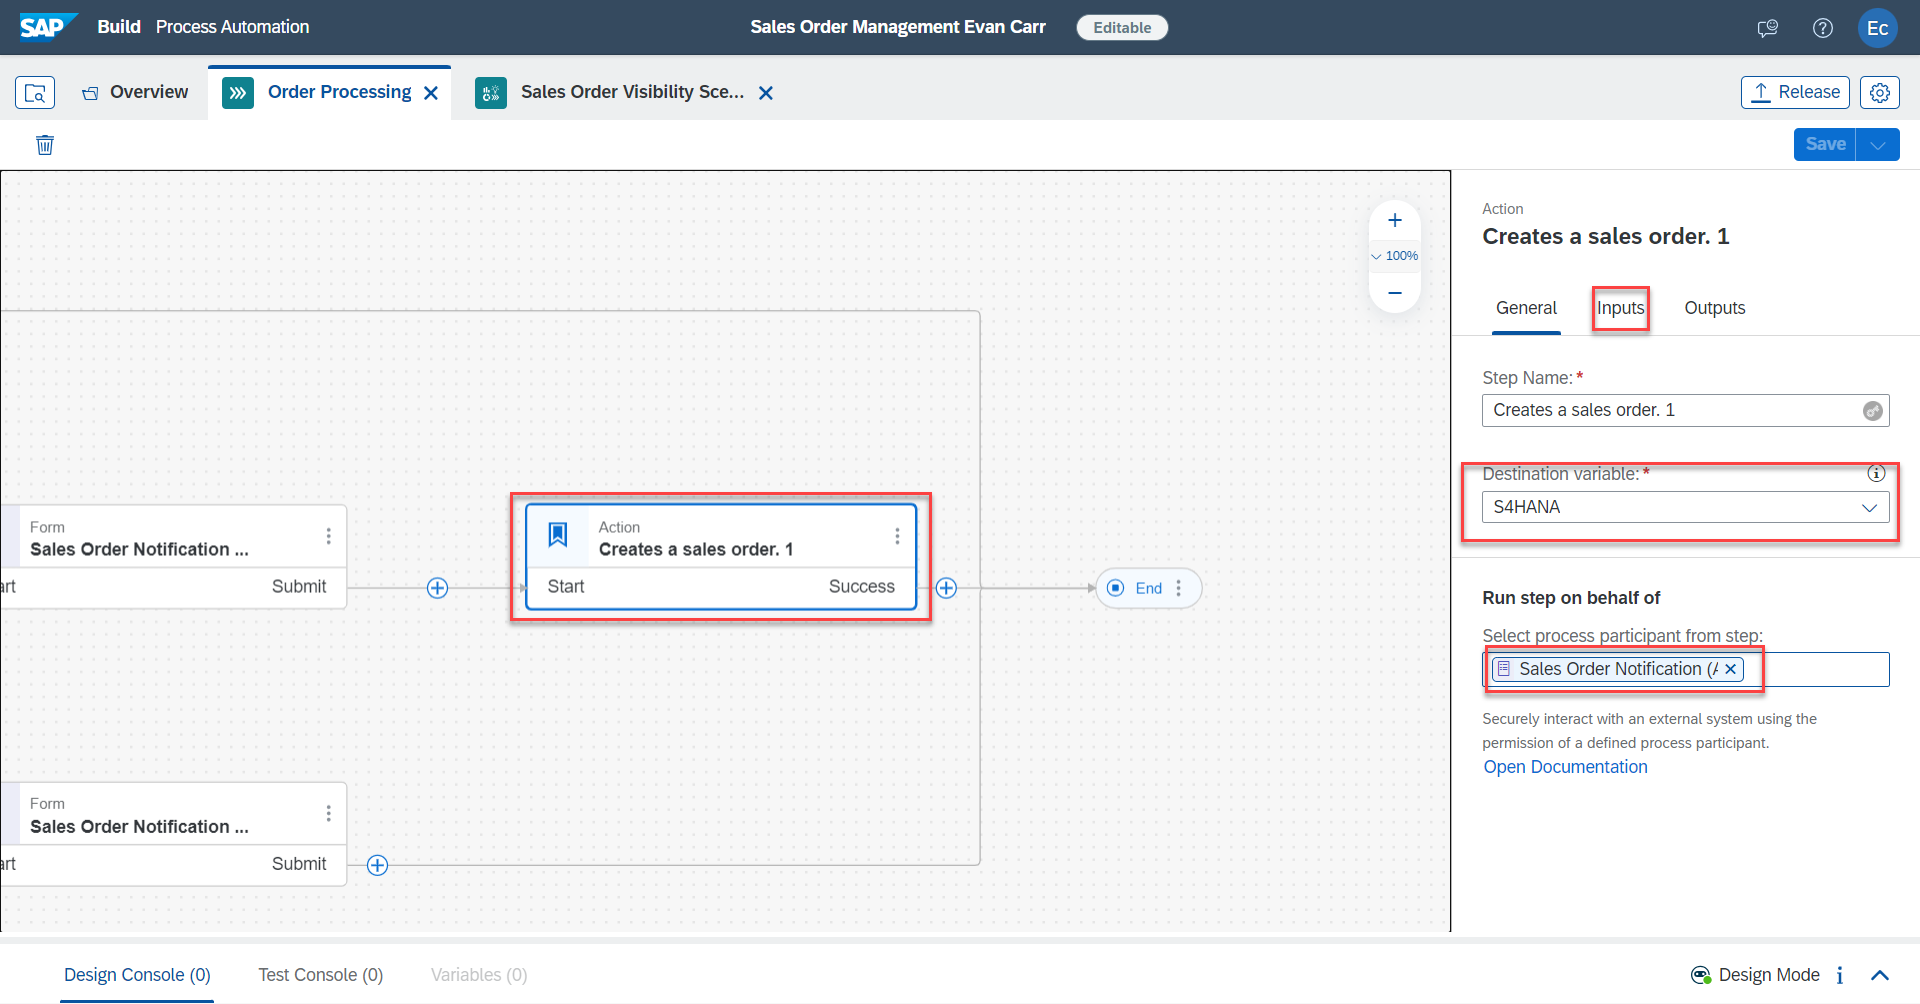 SAP Build Process Automation
Sales Order Management Evan Carr
Editable
Ec
Overview
Order Processing
Sales Order Visibility Sce...
Release
Save
100%
Action
Creates a sales order. 1
General
Inputs
Outputs
Step Name:*
Creates a sales order. 1
Destination variable:*
S4HANA
Run step on behalf of
Select process participant from step:
Sales Order Notification (A
Securely interact with an external system using the
permission of a defined process participant.
Open Documentation
Form
Sales Order Notification ...
art
Submit
Action
Creates a sales order. 1
Start
Success
End
Form
Sales Order Notification ...
art
Submit
Design Console (0)
Test Console (0)
Variables (0)
Design Mode